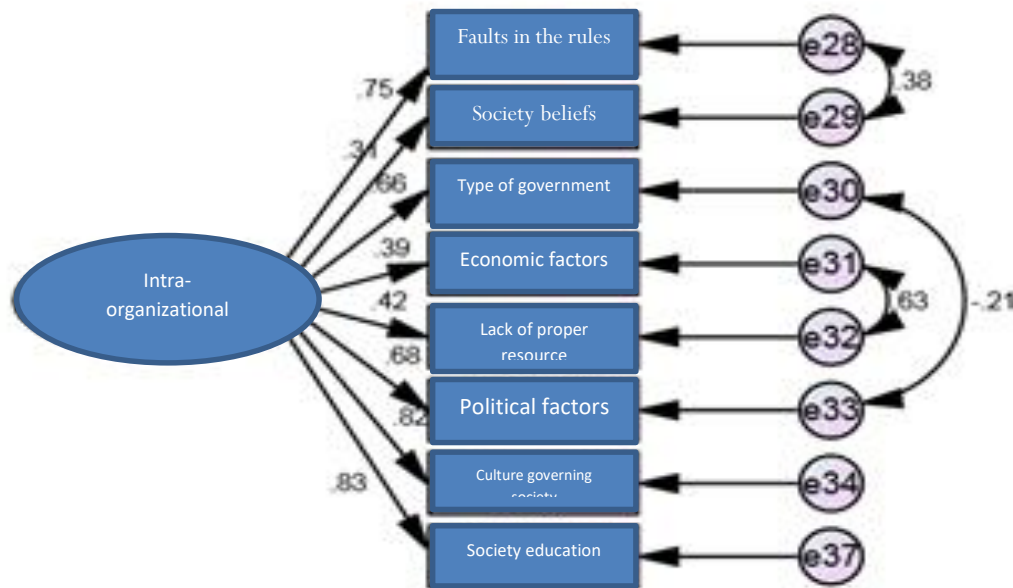 Faults in the rules
e28
.75
.38
Society beliefs
e29
.31
.66
Type of government
e30
.39
Economic factors
e31
Intra-
organizational
.42
.63
-.21
Lack of proper
resource
e32
.68
Political factors
e33
.82
Culture governing
society
e34
.83
Society education
e37